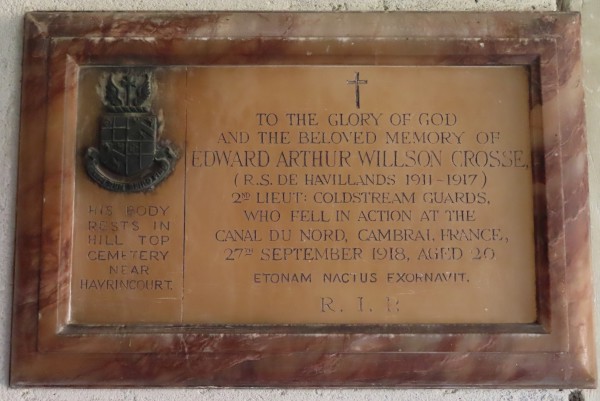 TO THE GLORY OF GOD
AND THE BELOVED MEMORY OF
EDWARD ARTHUR WILLSON CROSSE,
(R.S. DE HAVILLANDS 1911-1917)
2ND LIEUT: COLDSTREAM GUARDS,
WHO FELL IN ACTION AT THE
CANAL DU NORD, CAMBRAI, FRANCE,
27TH SEPTEMBER 1918, AGED 20
ETONAM NACTUS EXORNAVIT.
R. I. P.
HIS BODY
RESTS IN
HILL TOP
CEMETERY
NEAR
HAVRINCOURT.